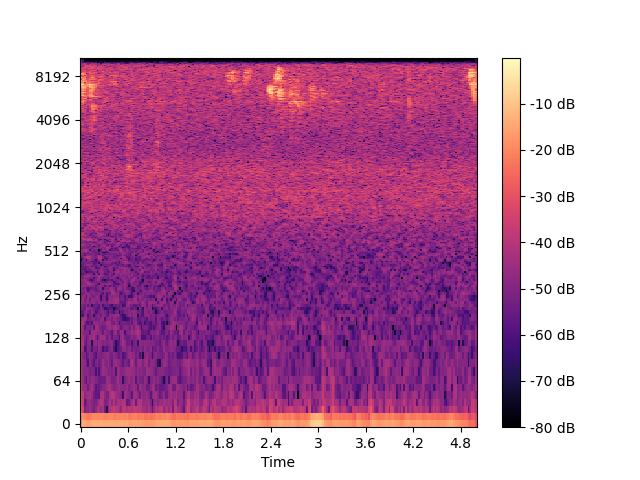 8192
4096
2048
1024
512
256
128
64
0
Hz
0 0.6 1.2 1.8 2.4 3 3.6 4.2 4.8
Time
-10 dB
-20 dB
-30 dB
-40 dB
-50 dB
-60 dB
-70 dB
-80 dB